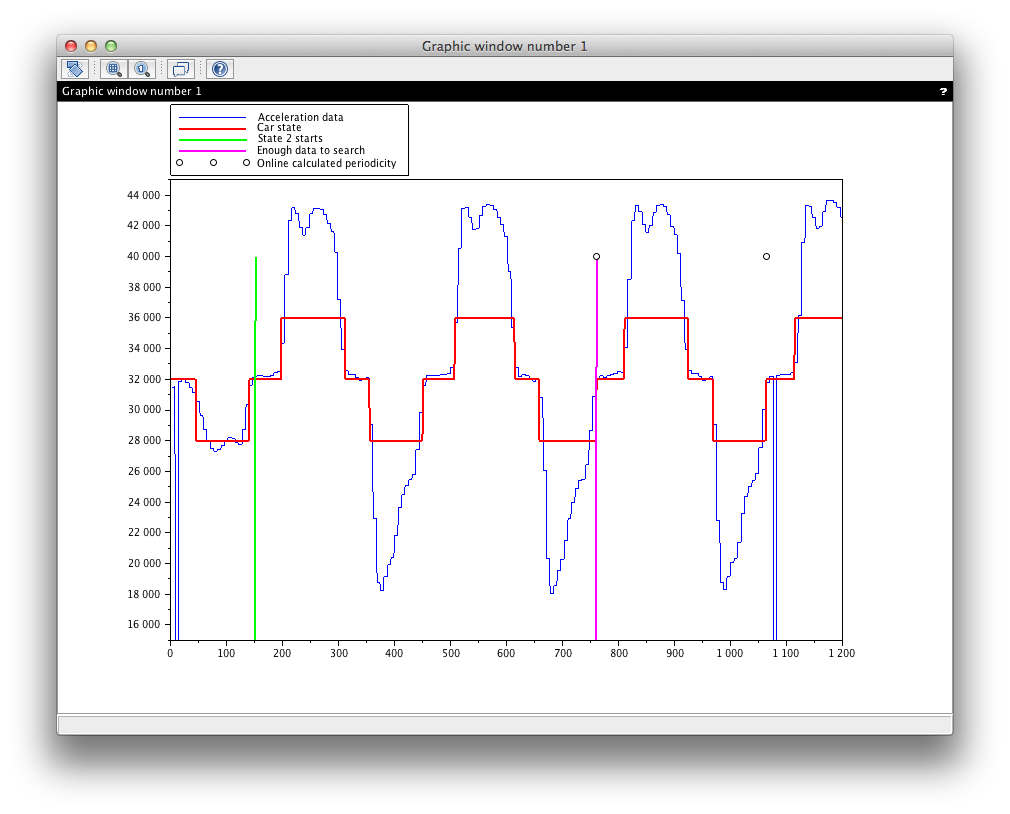 Graphic window number 1
Graphic window number 1 ?
Acceleration data
Car state
State 2 starts
Enough data to search
Online calculated periodicity
44 000
42 000
40 000
38 000
36 000
34 000
32 000
30 000
28 000
26 000
24 000
22 000
20 000
18 000
16 000
0 100 200 300 400 500 600 700 800 900 1 000 1 100 1 200